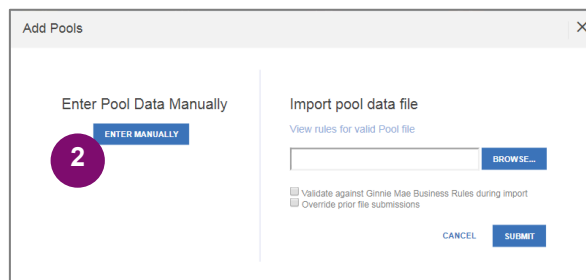 Add Pools
Enter Pool Data Manually
ENTER MANUALLY
2
Import pool data file
View rules for valid Pool file
BROWSE...
Validate against Ginnie Mae Business Rules during import
Override prior file submissions
CANCEL
SUBMIT